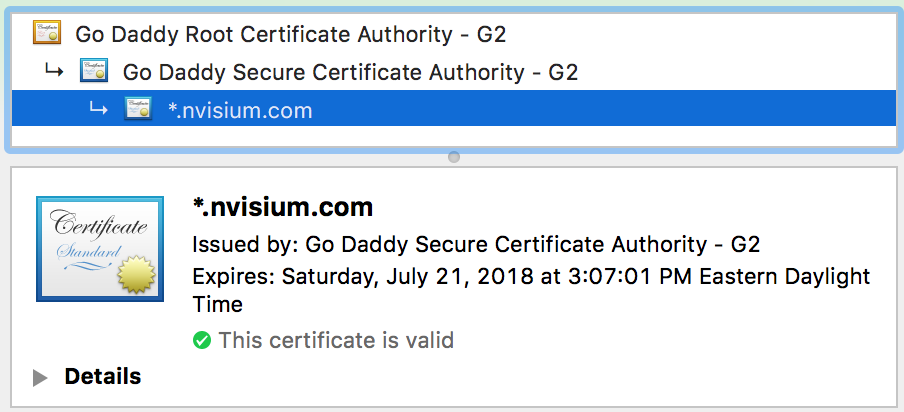 Go Daddy Root Certificate Authority - G2
Go Daddy Secure Certificate Authority - G2
*.nvisium.com
Certificate
Standard
*.nvisium.com
Issued by: Go Daddy Secure Certificate Authority - G2
Expires: Saturday, July 21, 2018 at 3:07:01 PM Eastern Daylight
Time
This certificate is valid
Details